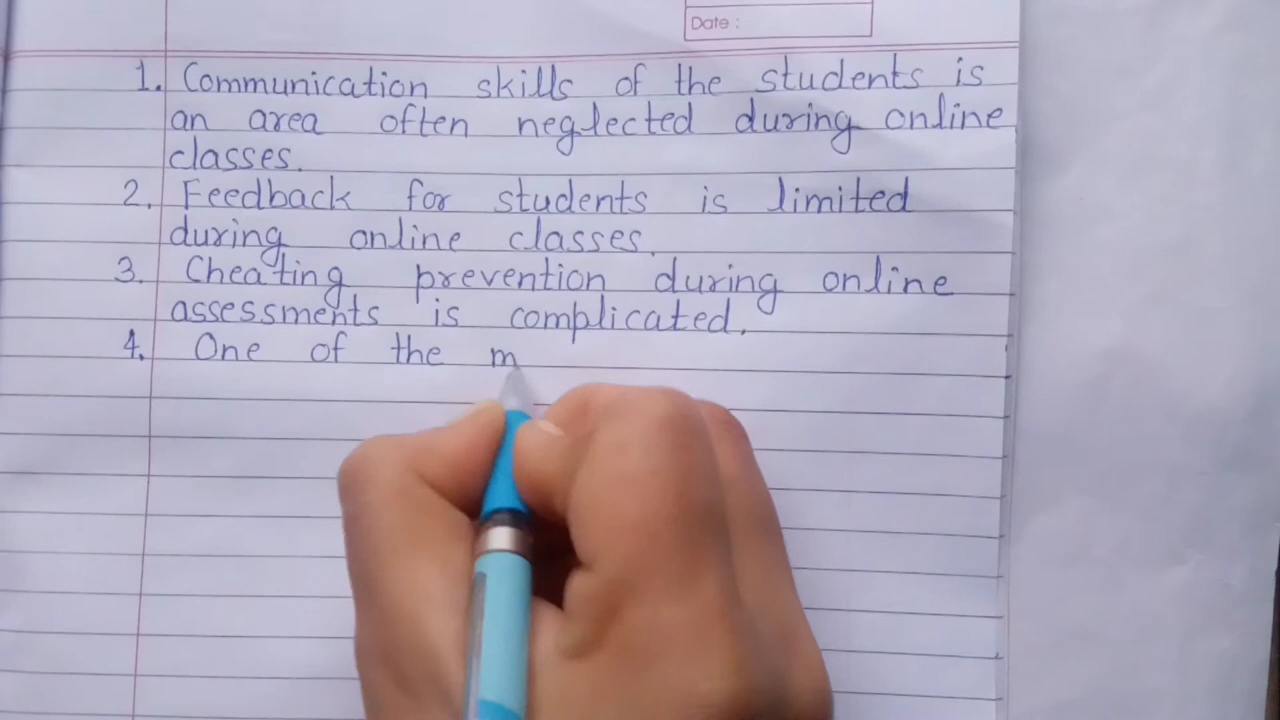 Date :
1. Communication skills of the students is
an area often neglected during online
classes.
2. Feedback for students is limited
during online classes.
3. Cheating prevention during online
assessments is complicated.
4. One of the m